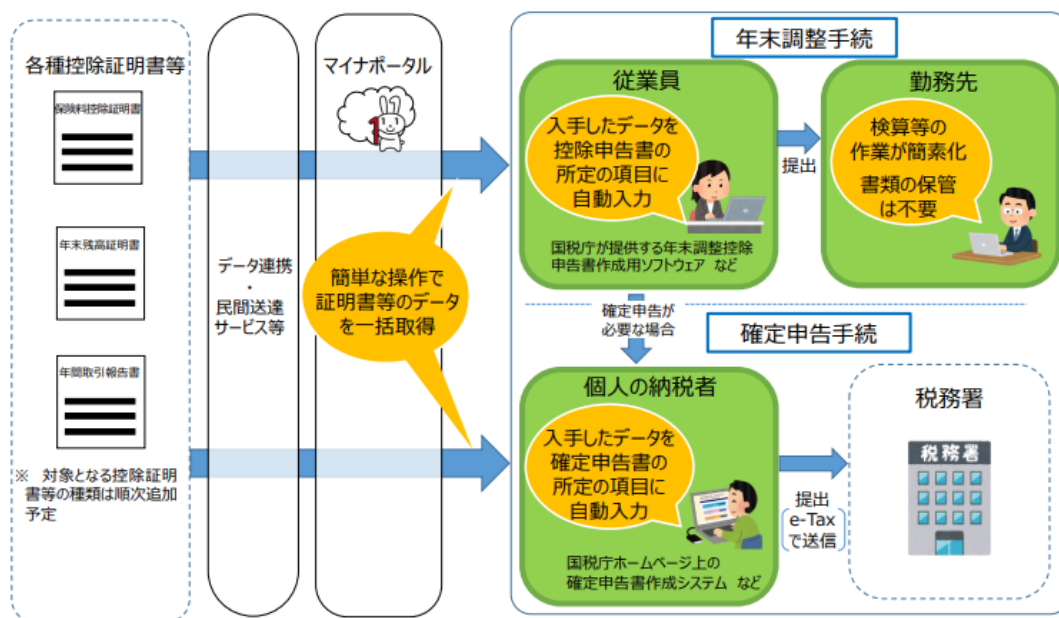 各種控除証明書等
保険料控除証明書
年末残高証明書
年間取引報告書
※　対象となる控除証明
書等の種類は順次追加
予定
データ連携
・
民間送達
サービス等
マイナポータル
1
簡単な操作で
証明書等のデータ
を一括取得
年末調整手続
従業員
入手したデータを
控除申告書の
所定の項目に
自動入力
国税庁が提供する年末調整控除
申告書作成用ソフトウェア など
提出
勤務先
検算等の
作業が簡素化
書類の保管
は不要
確定申告が
必要な場合
確定申告手続
個人の納税者
入手したデータを
確定申告書の
所定の項目に
自動入力
国税庁ホームページ上の
確定申告書作成システム など
提出
e-Tax
で送信
税務署
税務署